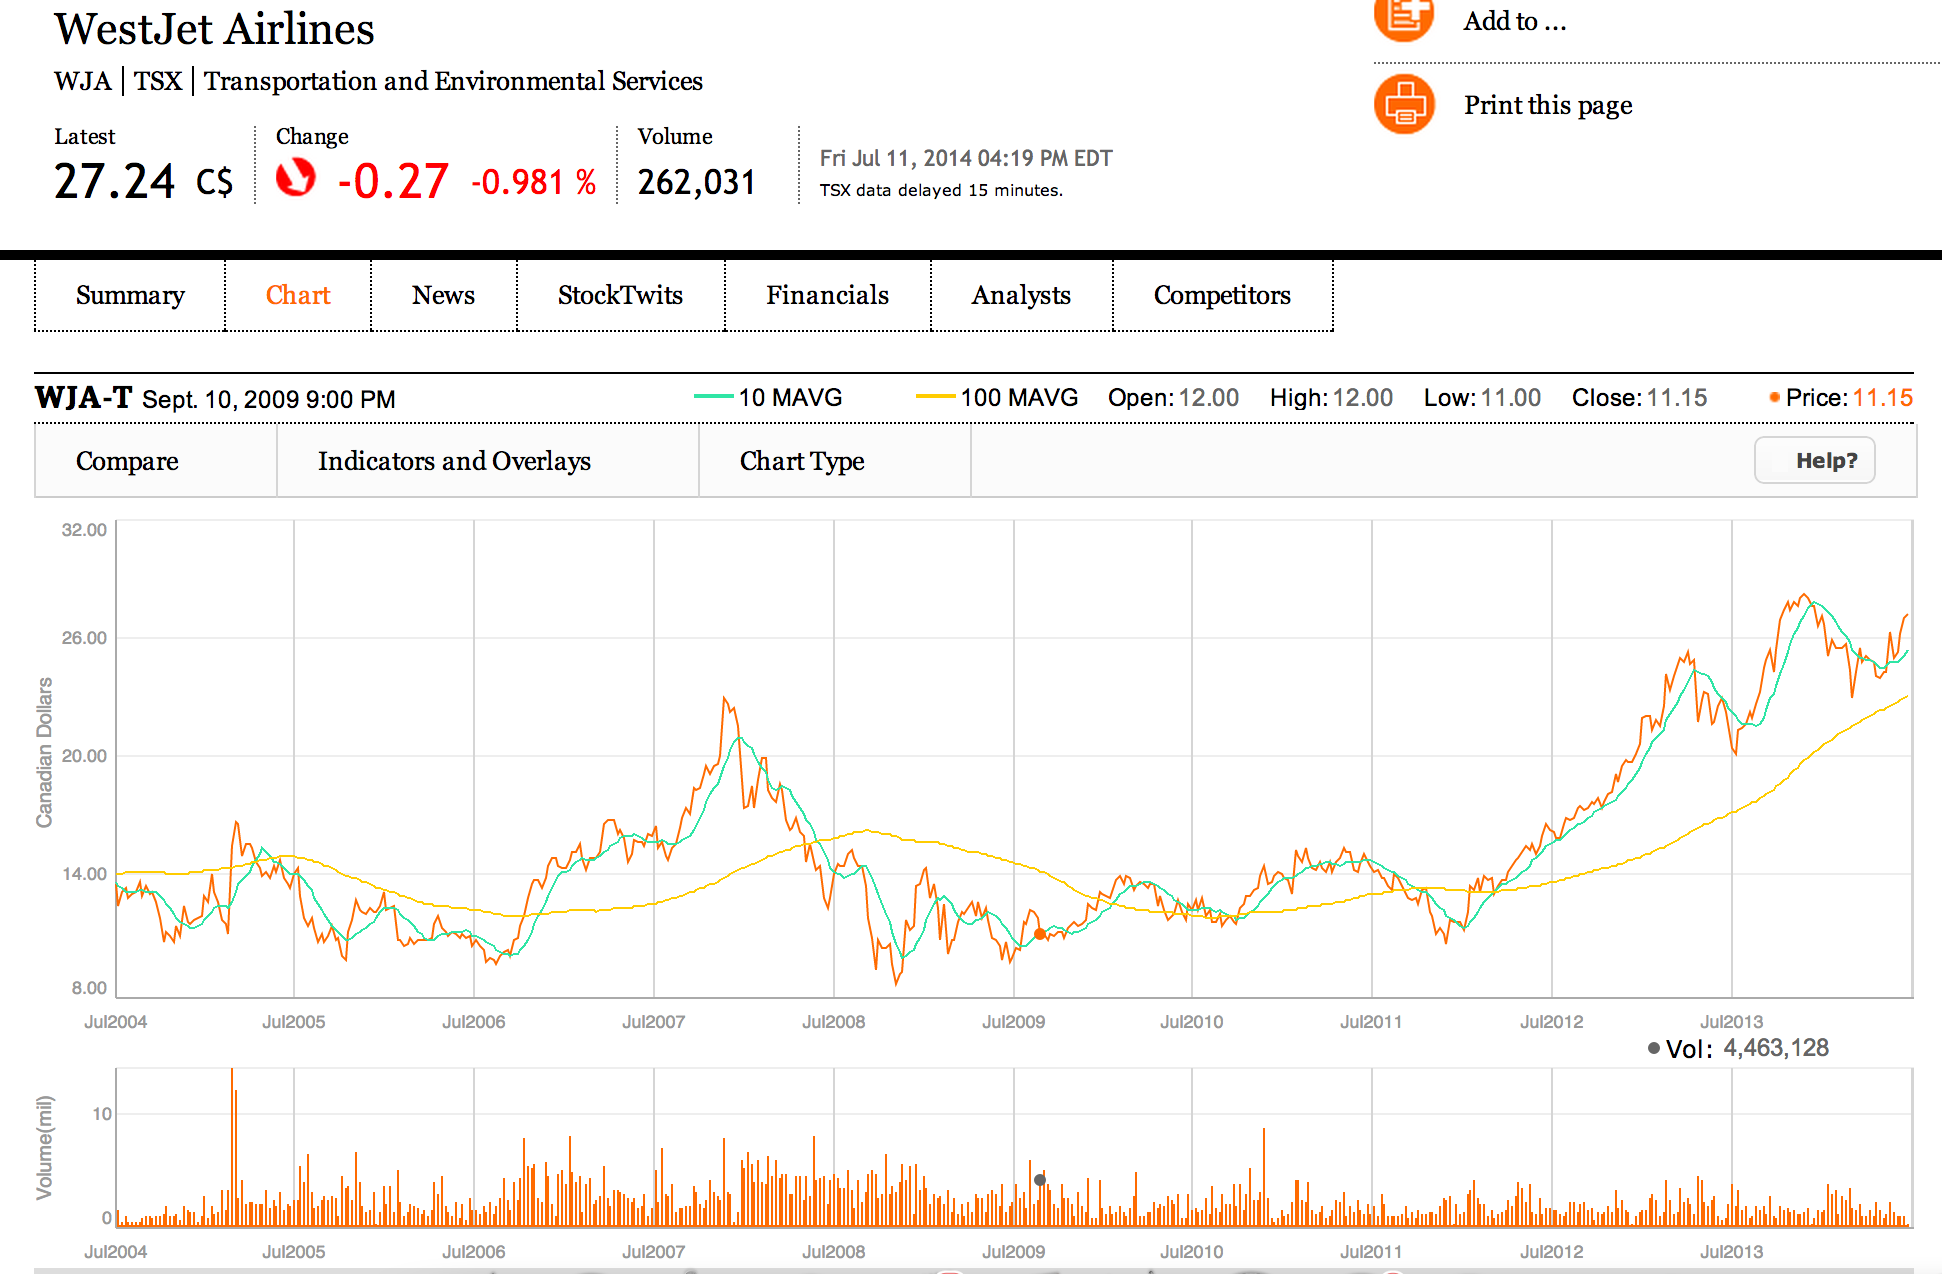 WestJet Airlines
Add to ...
WJA | TSX | Transportation and Environmental Services
Print this page
Latest Change Volume
27.24 C$ -0.27 -0.981 % 262,031
Fri Jul 11, 2014 04:19 PM EDT
TSX data delayed 15 minutes.
Summary Chart News StockTwits Financials Analysts Competitors
WJA-T Sept. 10, 2009 9:00 PM 10 MAVG 100 MAVG Open: 12.00 High: 12.00 Low: 11.00 Close: 11.15 Price: 11.15
Compare Indicators and Overlays Chart Type Help?
32.00
26.00
20.00
14.00
8.00
Canadian Dollars
Jul2004 Jul2005 Jul2006 Jul2007 Jul2008 Jul2009 Jul2010 Jul2011 Jul2012 Jul2013
Vol: 4,463,128
10
0
Volume(mil)
Jul2004 Jul2005 Jul2006 Jul2007 Jul2008 Jul2009 Jul2010 Jul2011 Jul2012 Jul2013